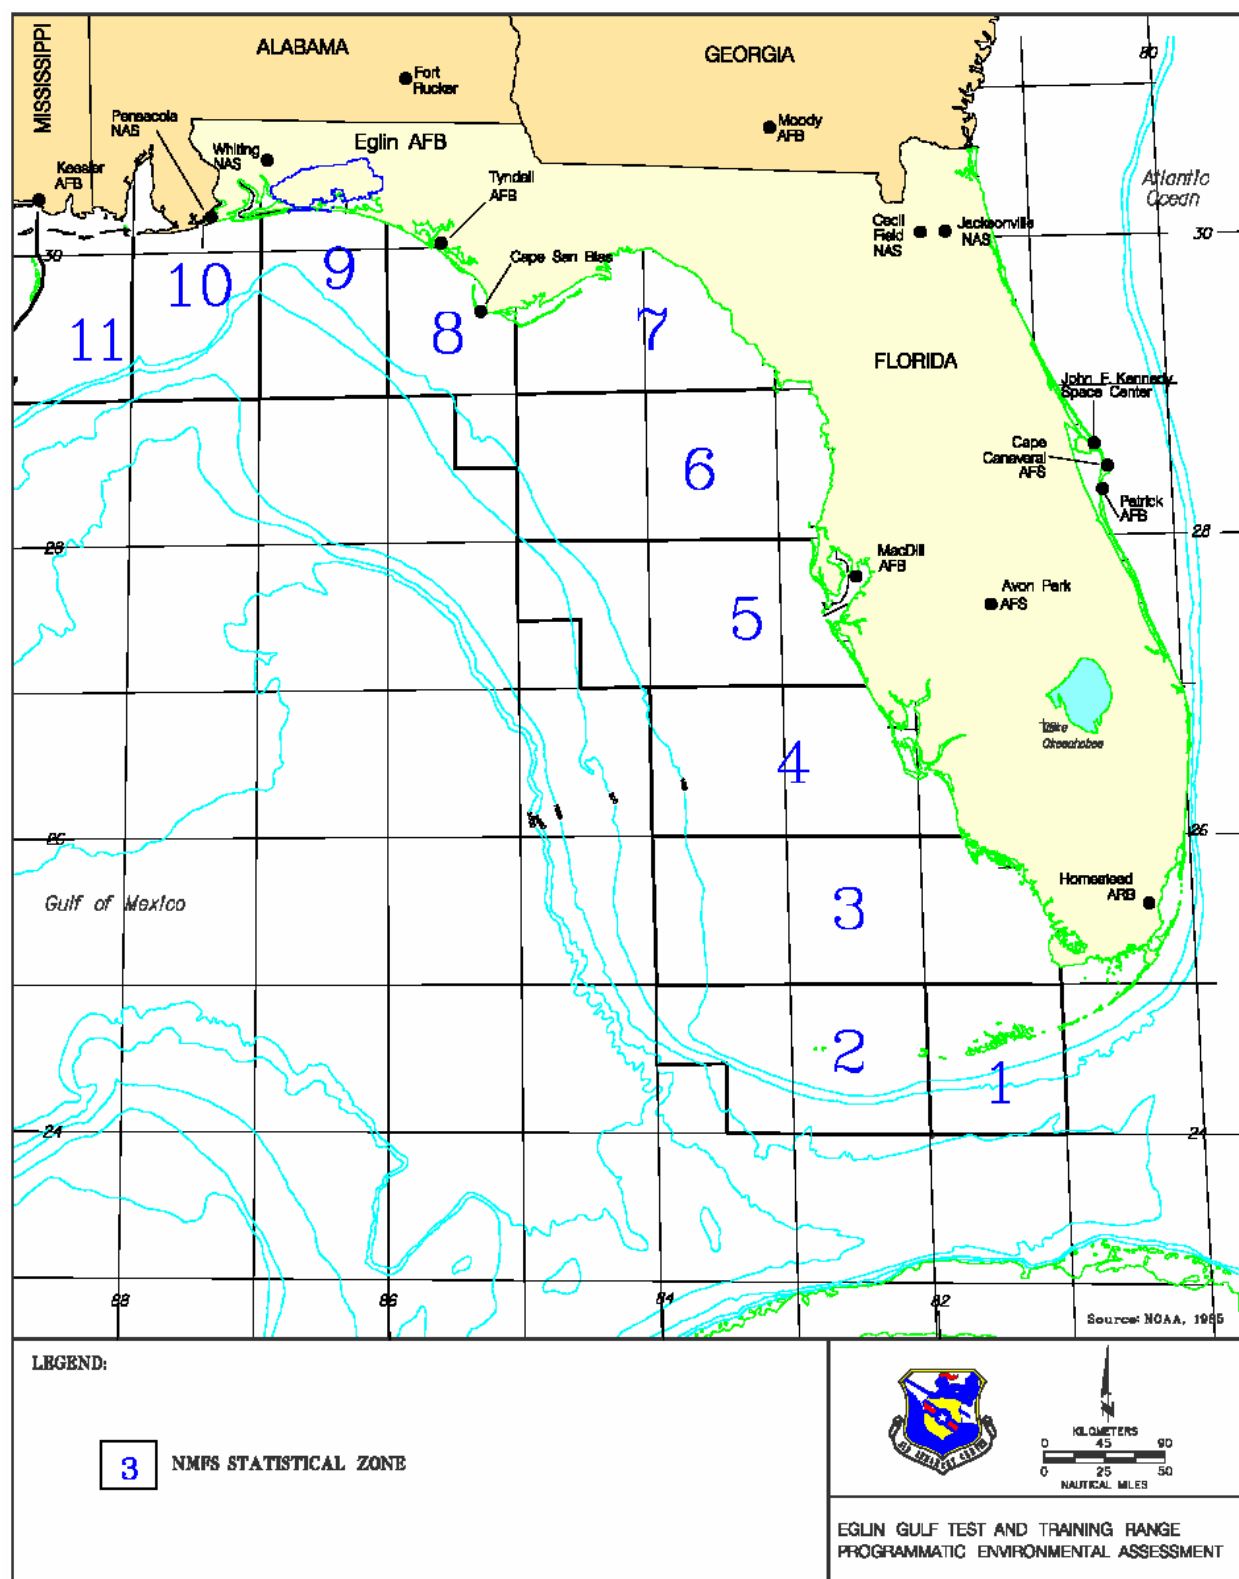 80
ALABAMA
GEORGIA
MISSISSIPPI
Fort
Rucker
Pensacola
NAS
Moody
AFB
Eglin AFB
Whiting
NAS
Keesler
AFB
Tyndall
AFB
Atlantic
Ocean
Cecil
Field
NAS
Jacksonville
NAS
30
30
Cape San Blas
9
10
8
7
11
FLORIDA
John F. Kennedy
Space Center
Cape
Canaveral
AFS
6
Patrick
AFB
28
28
MacDill
AFB
Avon Park
AFS
5
Lake
Okeechobee
4
26
26
Homestead
ARB
Gulf of Mexico
3
2
1
24
24
88
86
84
82
Source: NOAA, 1985
LEGEND:
3 NMFS STATISTICAL ZONE
AIR ARMAMENT CENTER
N
KILOMETERS
0 45 90
0 25 50
NAUTICAL MILES
EGLIN GULF TEST AND TRAINING RANGE
PROGRAMMATIC ENVIRONMENTAL ASSESSMENT